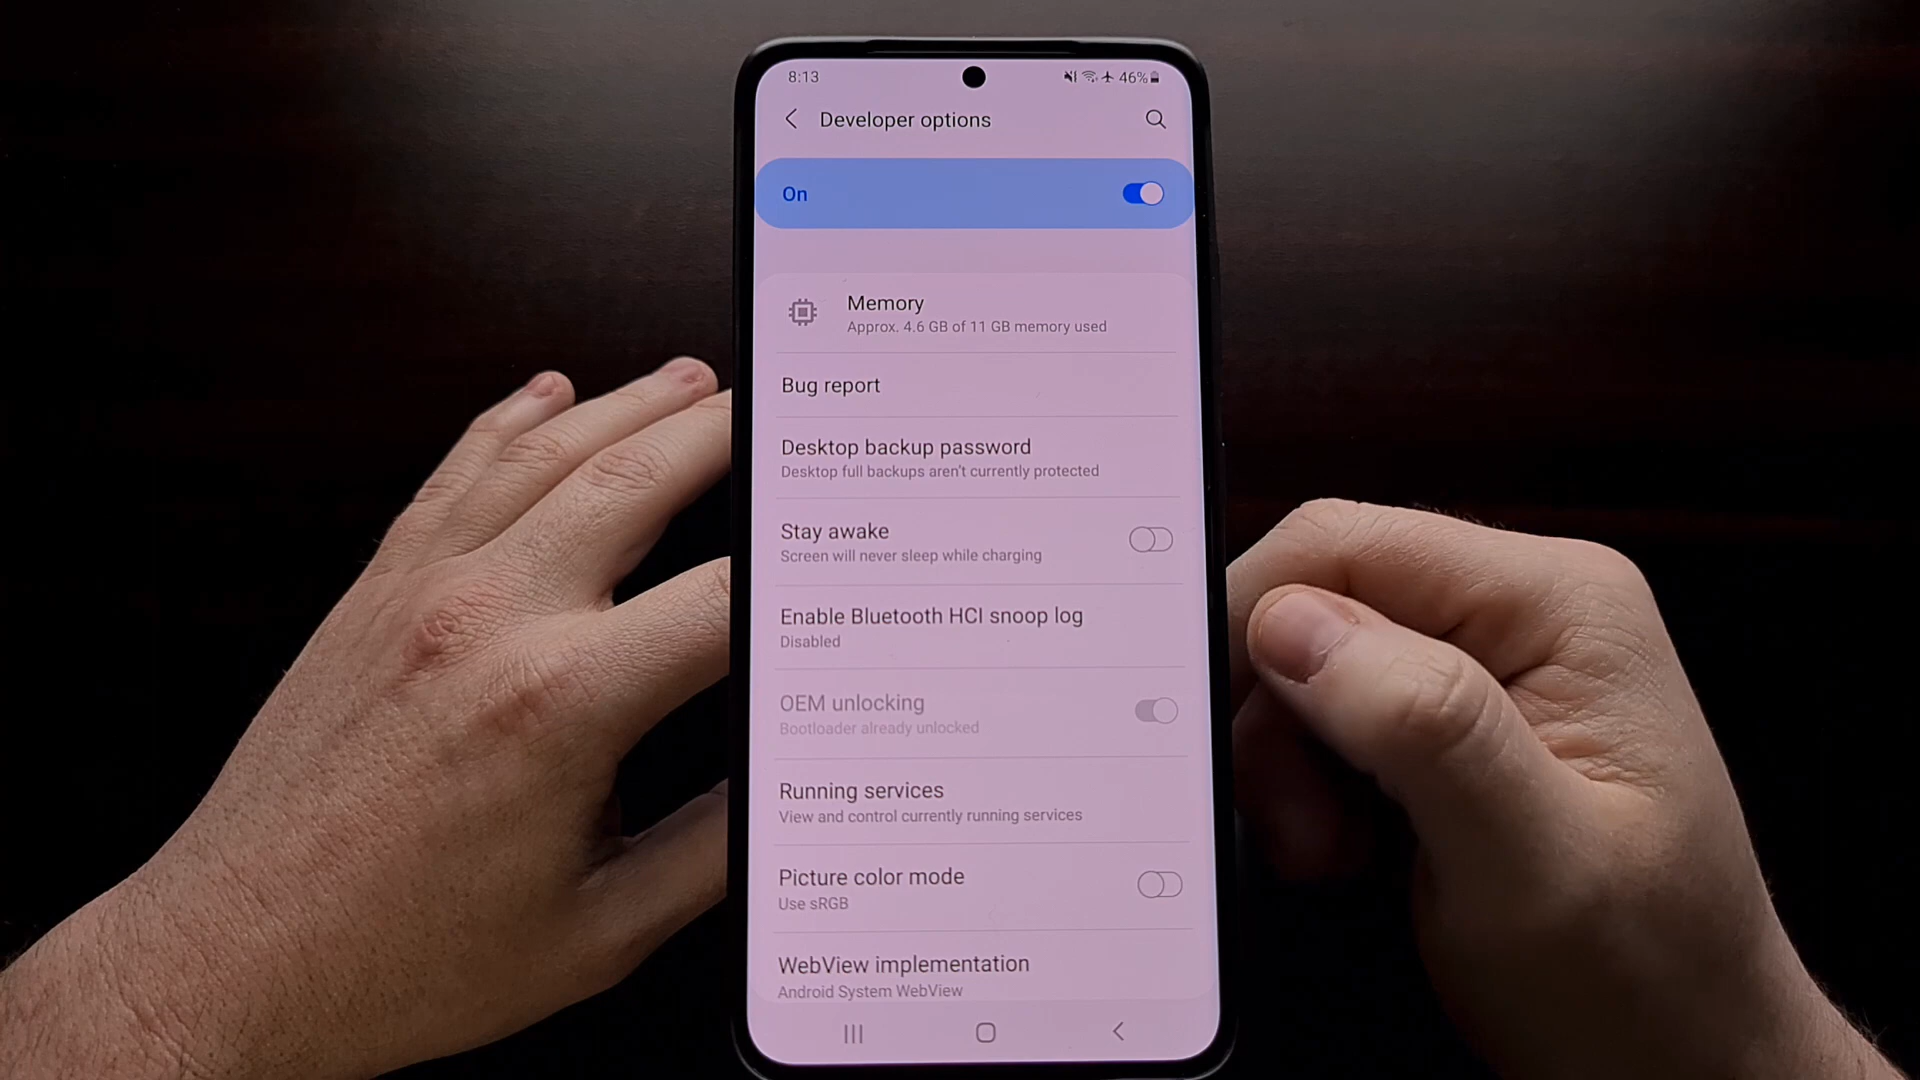 8:13
46%
Developer options
On
Memory
Approx. 4.6 GB of 11 GB memory used
Bug report
Desktop backup password
Desktop full backups aren't currently protected
Stay awake
Screen will never sleep while charging
Enable Bluetooth HCI snoop log
Disabled
OEM unlocking
Bootloader already unlocked
Running services
View and control currently running services
Picture color mode
Use sRGB
WebView implementation
Android System WebView